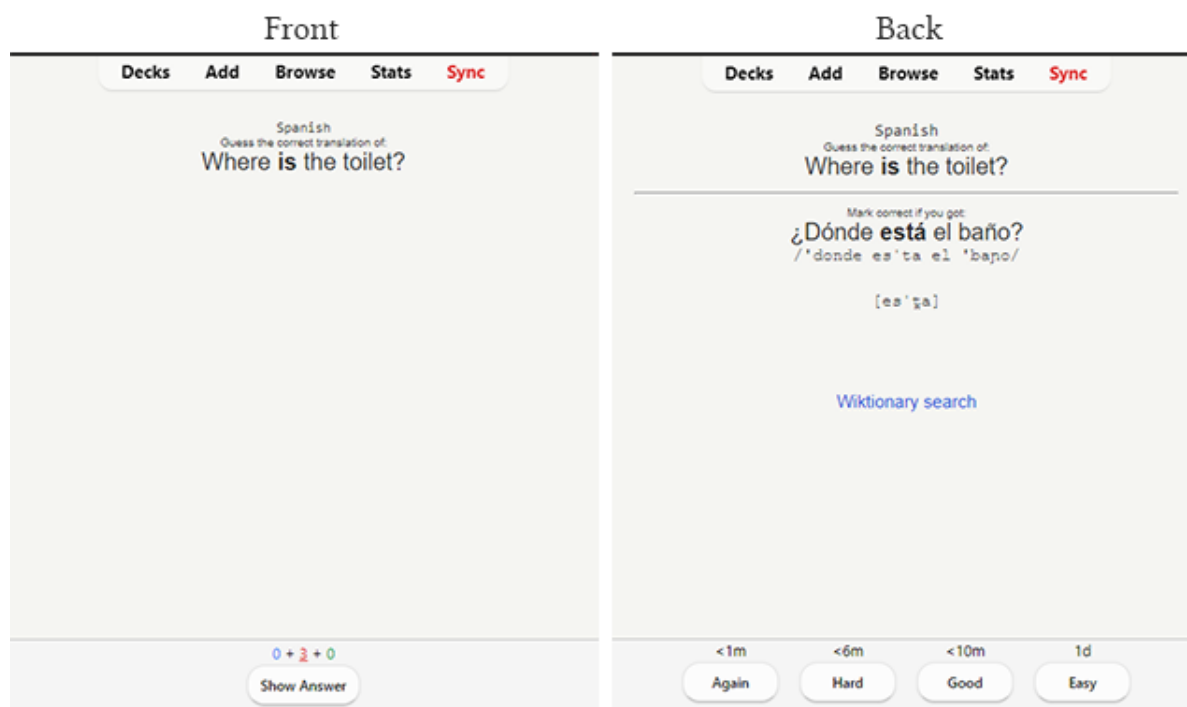 Front
Decks Add Browse Stats Sync
Spanish
Guess the correct translation of:
Where is the toilet?
0 + 3 + 0
Show Answer
Back
Decks Add Browse Stats Sync
Spanish
Guess the correct translation of:
Where is the toilet?
Mark correct if you got:
¿Dónde está el baño?
/ˈdonde esˈta el ˈbaɲo/
[esˈt̪a]
Wiktionary search
<1m <6m <10m 1d
Again Hard Good Easy